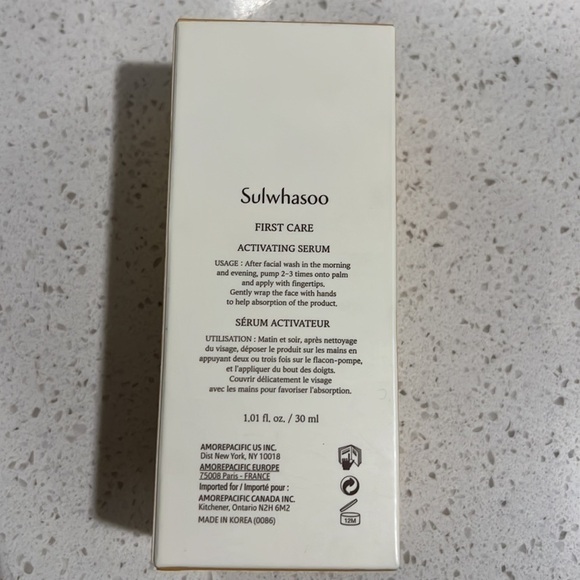 Sulwhasoo
FIRST CARE
ACTIVATING SERUM
USAGE : After facial wash in the morning
and evening, pump 2-3 times onto palm
and apply with fingertips.
Gently wrap the face with hands
to help absorption of the product.
SÉRUM ACTIVATEUR
UTILISATION : Matin et soir, après nettoyage
du visage, déposer le produit sur les mains en
appuyant deux ou trois fois sur le flacon-pompe,
et l'appliquer du bout des doigts.
Couvrir délicatement le visage
avec les mains pour favoriser l'absorption.
1.01 fl. oz. / 30 ml
AMOREPACIFIC US INC.
Dist New York, NY 10018
AMOREPACIFIC EUROPE
75008 Paris - FRANCE
Imported for / Importé pour :
AMOREPACIFIC CANADA INC.
Kitchener, Ontario N2H 6M2
MADE IN KOREA (0086)
12M